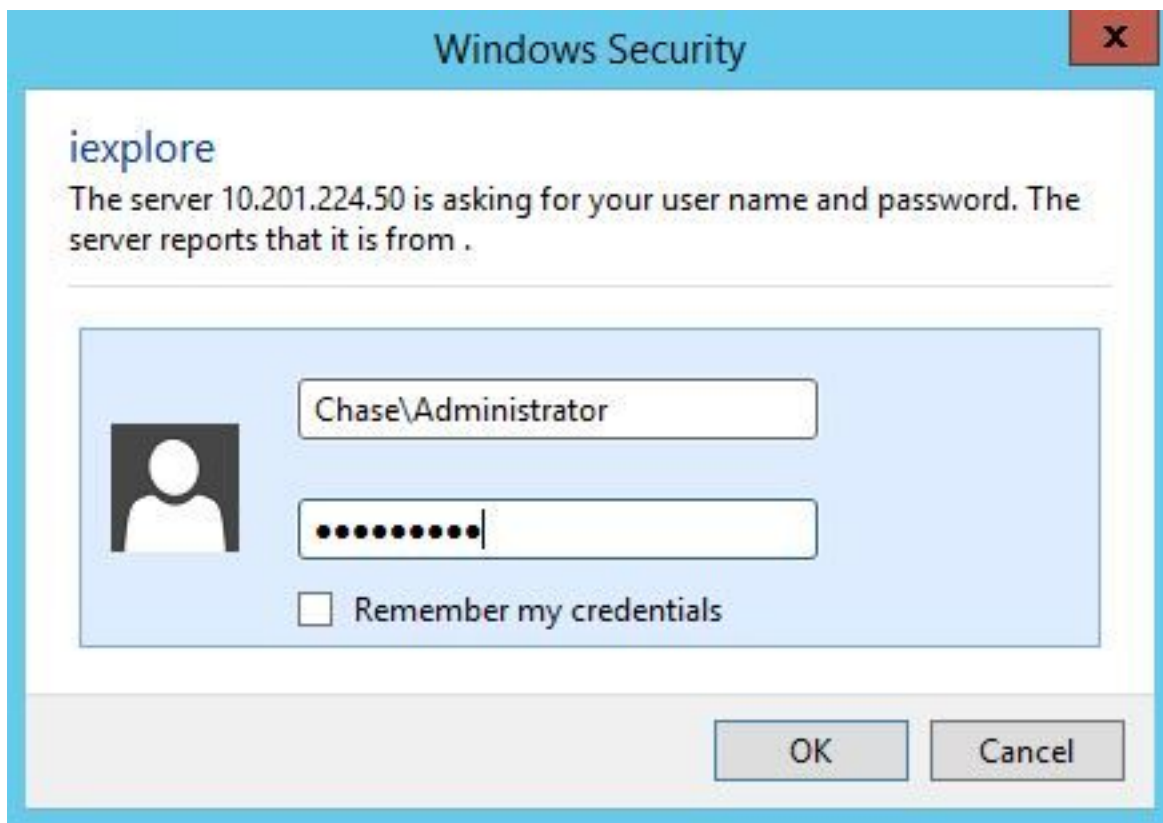 Windows Security
x
iexplore
The server 10.201.224.50 is asking for your user name and password. The
server reports that it is from .
Chase\Administrator
●●●●●●●●●
Remember my credentials
OK
Cancel